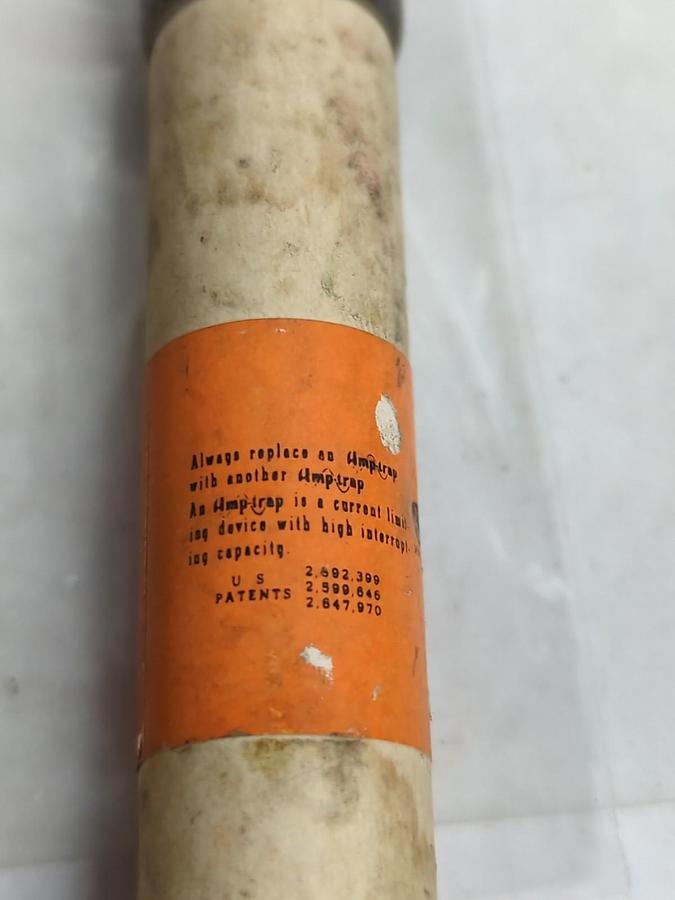 Always replace an Amp-trap
with another Amp-trap
An Amp-trap is a current limit-
ing device with high interrupt-
ing capacity.
U S PATENTS
2,592,399
2,599,646
2,647,970